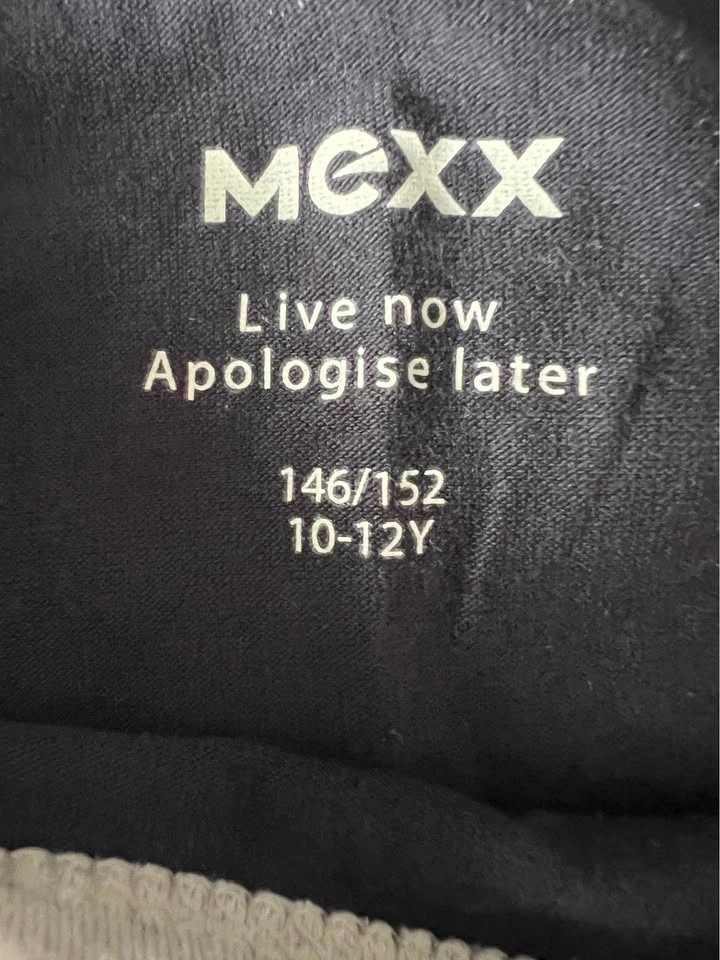 Mexx
Live now
Apologise later
146/152
10-12Y